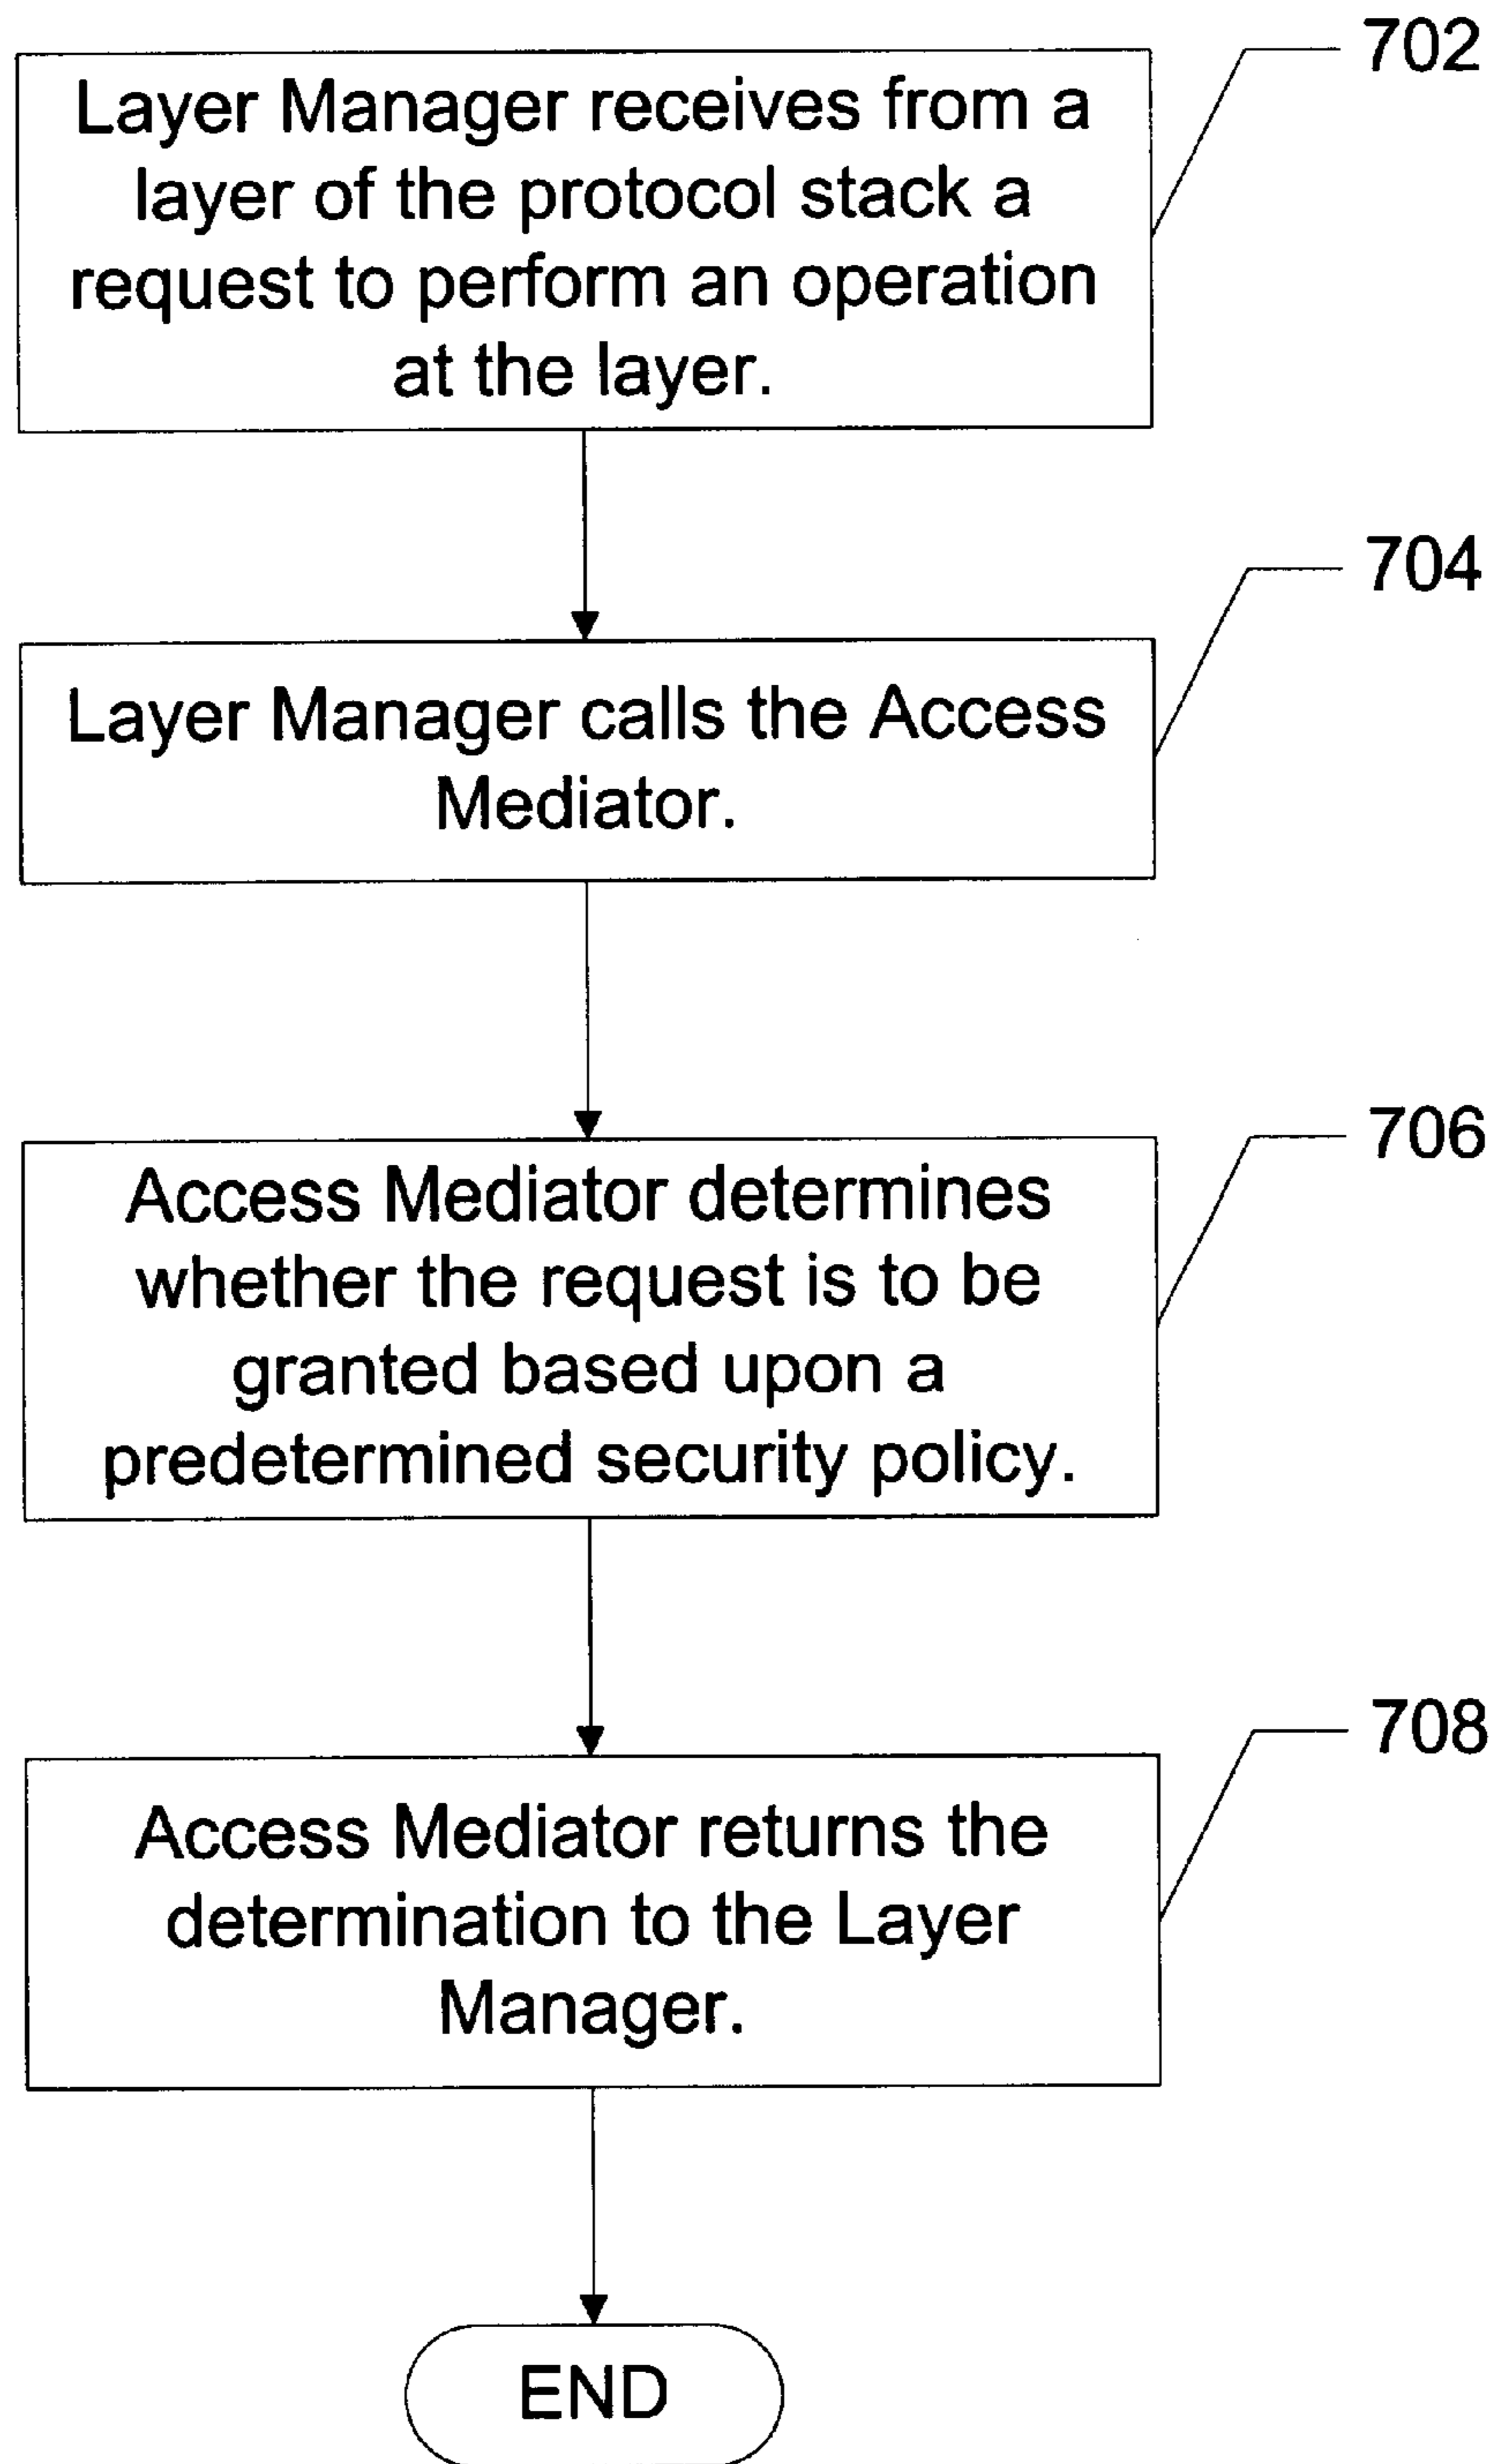 702
Layer Manager receives from a
layer of the protocol stack a
request to perform an operation
at the layer.
704
Layer Manager calls the Access
Mediator.
706
Access Mediator determines
whether the request is to be
granted based upon a
predetermined security policy.
708
Access Mediator returns the
determination to the Layer
Manager.
END